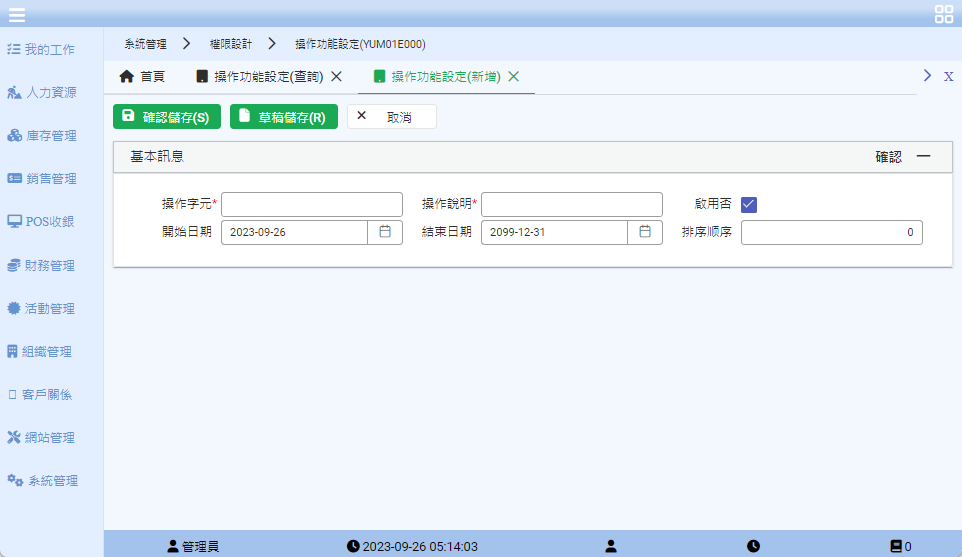 系統管理 權限設計 操作功能設定(YUM01E000)
首頁 操作功能設定(查詢) 操作功能設定(新增) X
確認儲存(S) 草稿儲存(R) 取消
基本訊息 確認
操作字元* 操作說明* 啟用否
開始日期 2023-09-26 結束日期 2099-12-31 排序順序 0
我的工作
人力資源
庫存管理
銷售管理
POS收銀
財務管理
活動管理
組織管理
客戶關係
網站管理
系統管理
管理員 2023-09-26 05:14:03 0